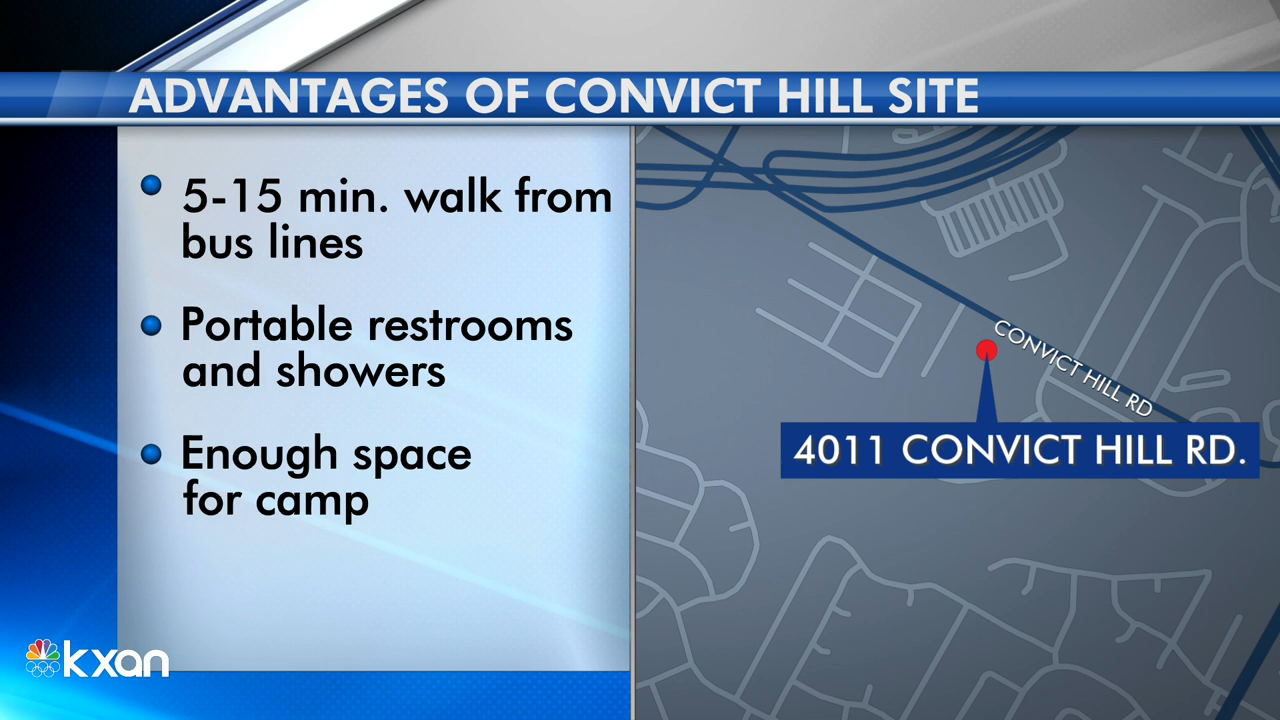 ADVANTAGES OF CONVICT HILL SITE
5-15 min. walk from
bus lines
Portable restrooms
and showers
Enough space
for camp
CONVICT HILL RD
4011 CONVICT HILL RD.
kxan